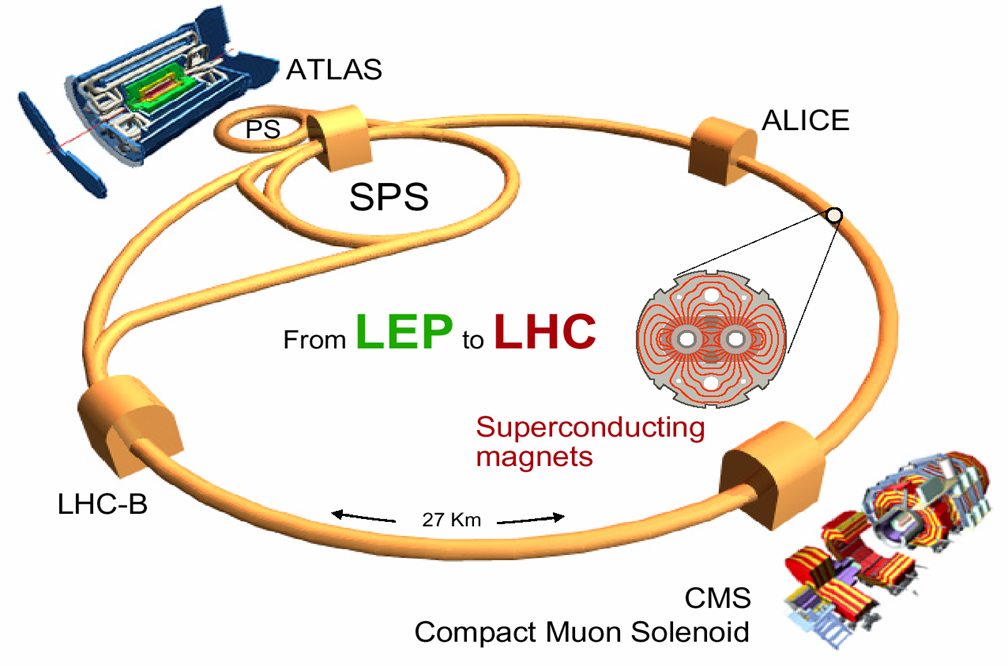 ATLAS
PS
ALICE
SPS
From LEP to LHC
Superconducting
magnets
LHC-B
27 Km
CMS
Compact Muon Solenoid